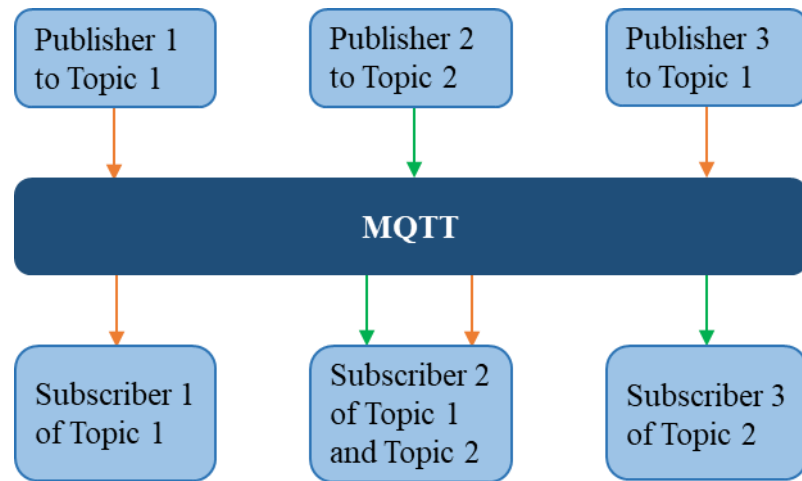 Publisher 1
to Topic 1
Publisher 2
to Topic 2
Publisher 3
to Topic 1
MQTT
Subscriber 1
of Topic 1
Subscriber 2
of Topic 1
and Topic 2
Subscriber 3
of Topic 2